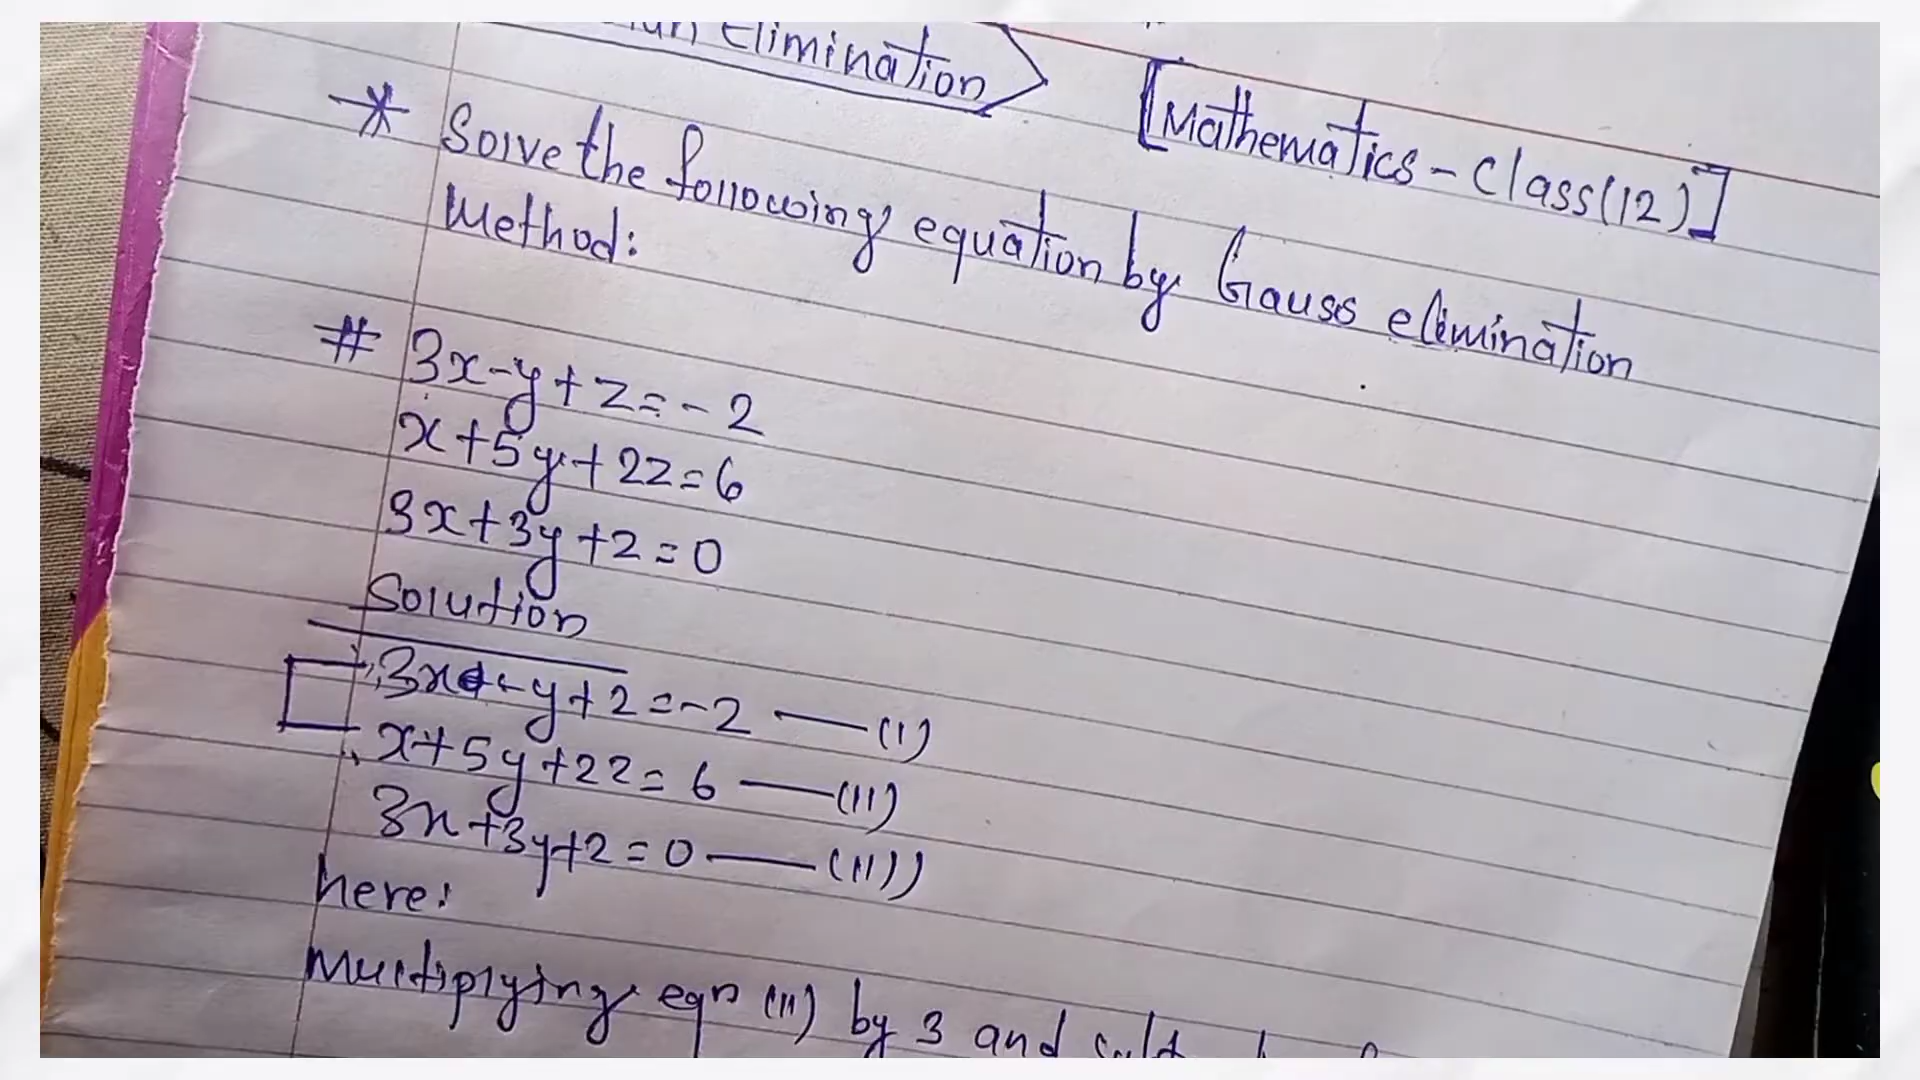 Elimination
[Mathematics - Class (12)]
* Solve the following equation by Gauss elimination
Method:
# 3x - y + z = - 2
x + 5y + 2z = 6
3x + 3y + z = 0
Solution
3x - y + z = - 2 — (I)
x + 5y + 2z = 6 — (II)
3x + 3y + z = 0 — (III)
here:
Multiplying eqn (II) by 3 and